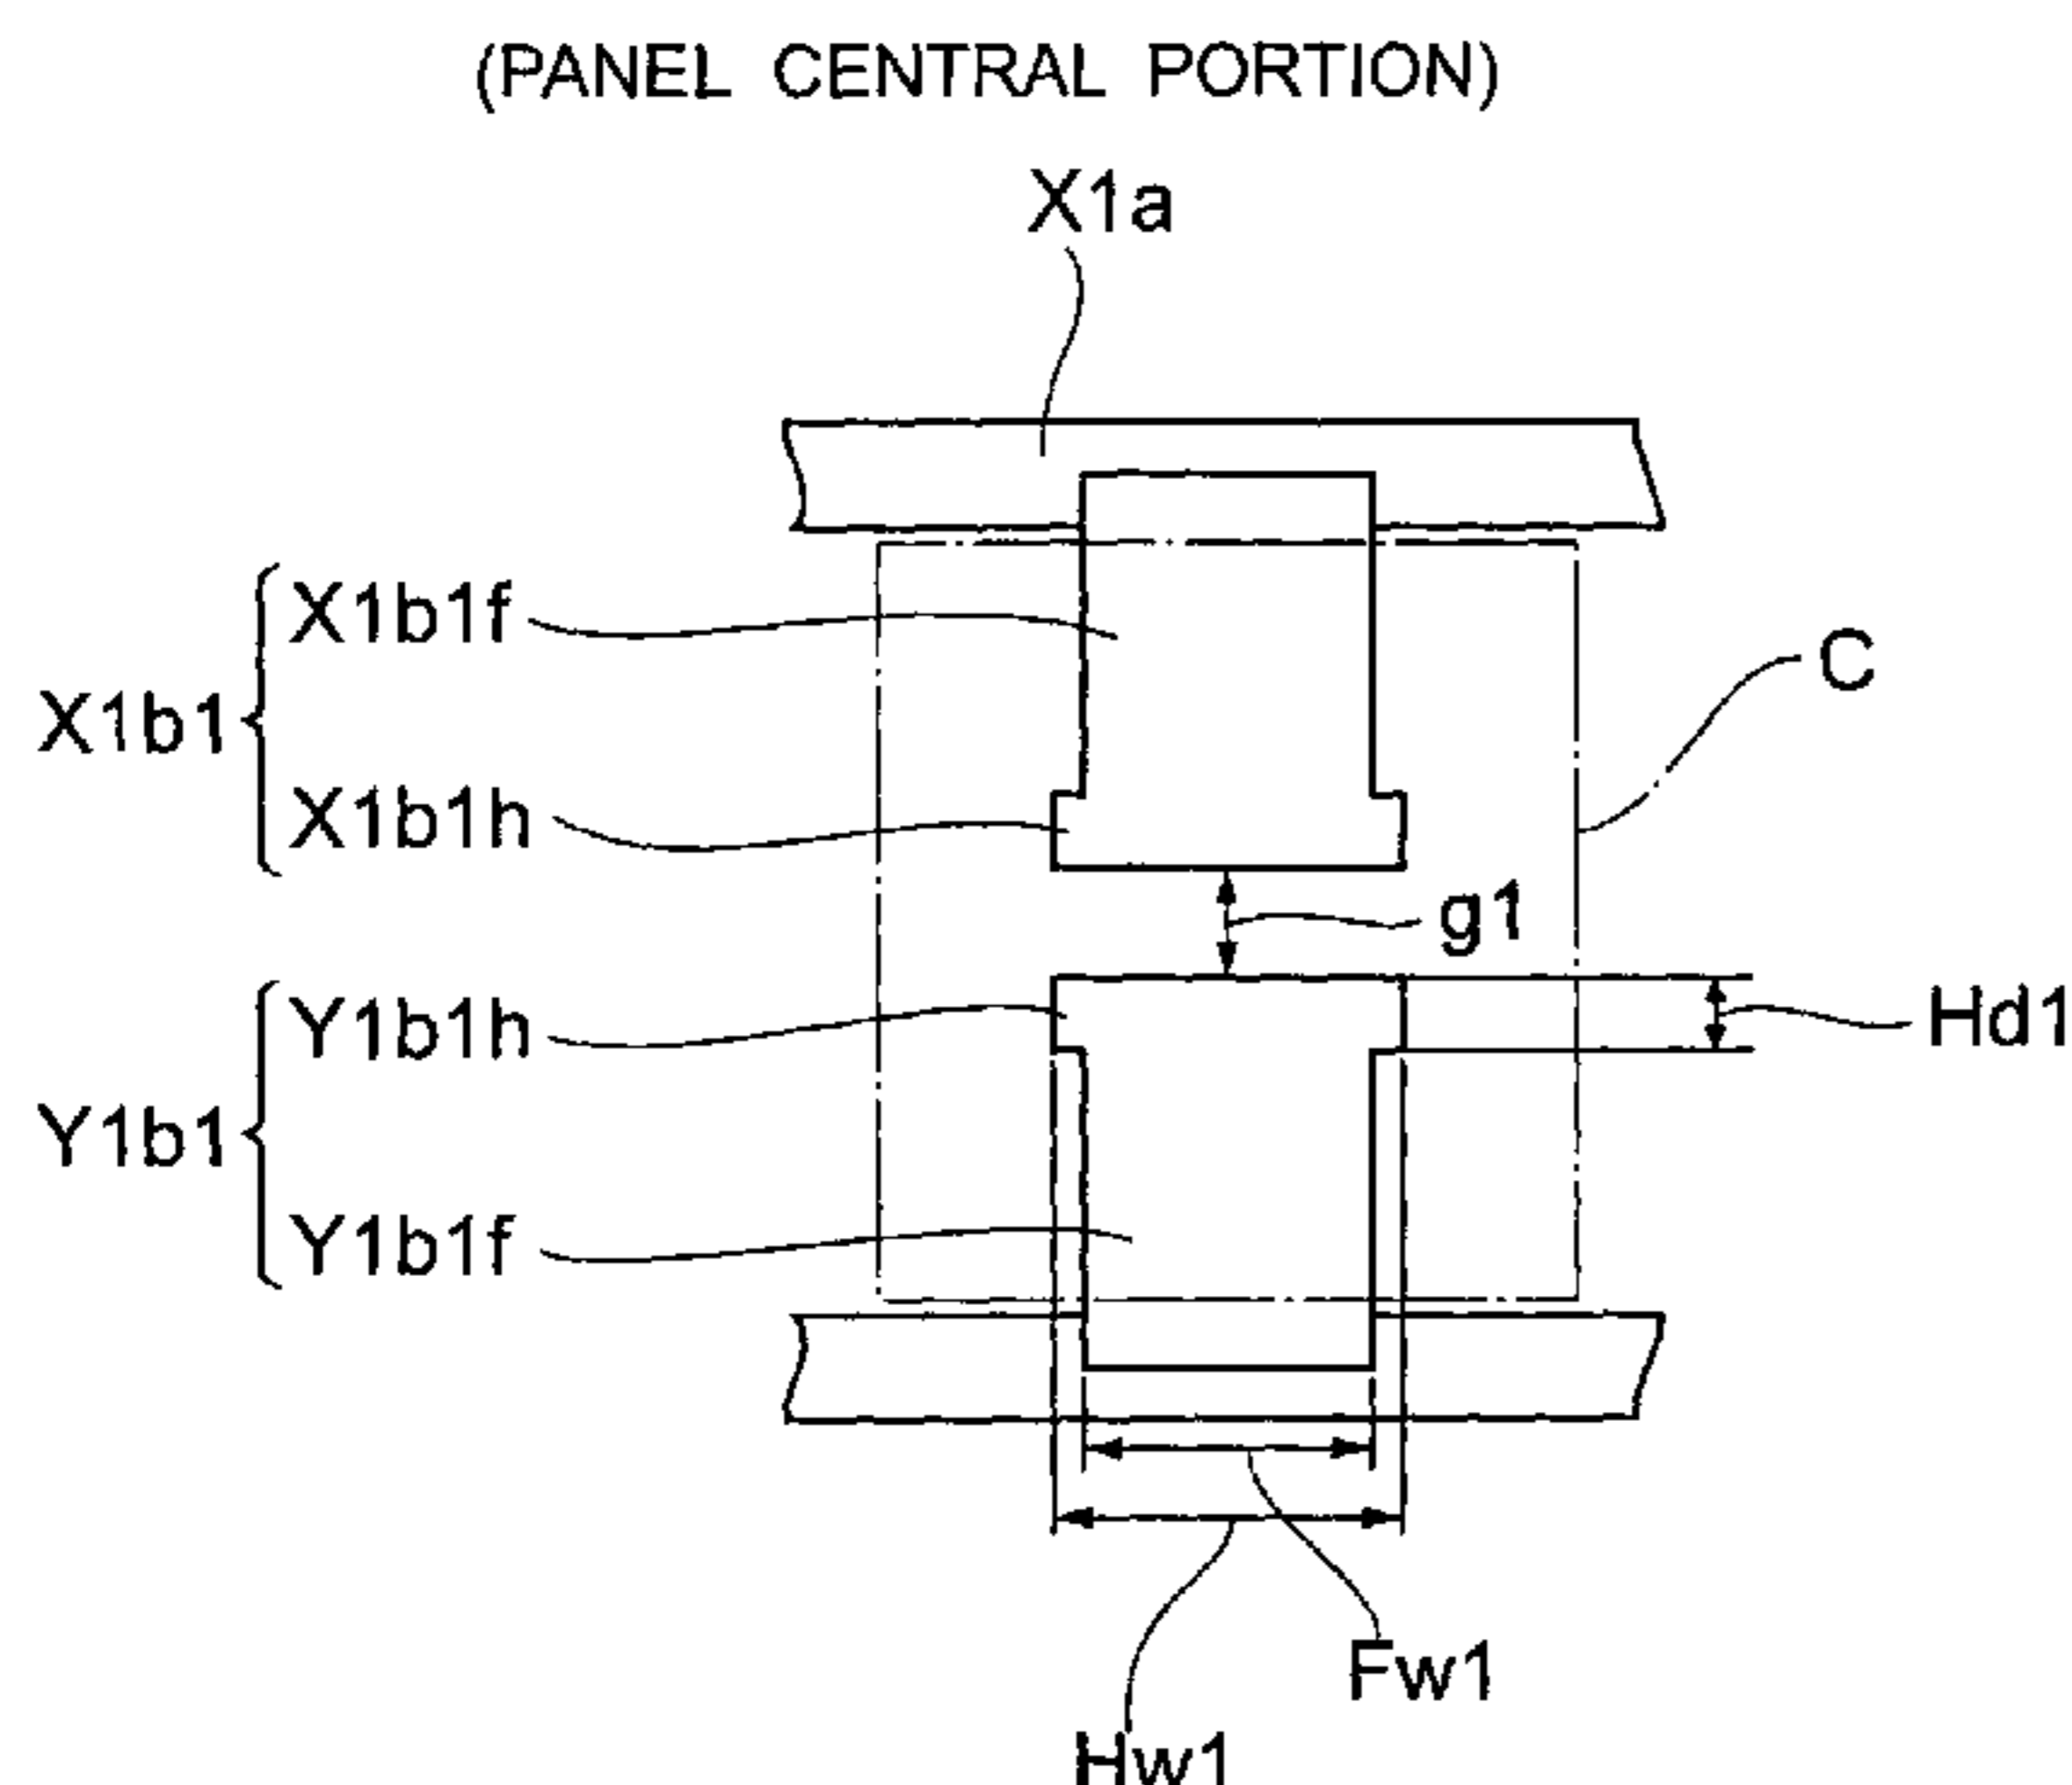 (PANEL CENTRAL PORTION)
X1a
X1b1f
C
X1b1
X1b1h
g1
Y1b1h
Hd1
Y1b1
Y1b1f
Fw1
Hw1